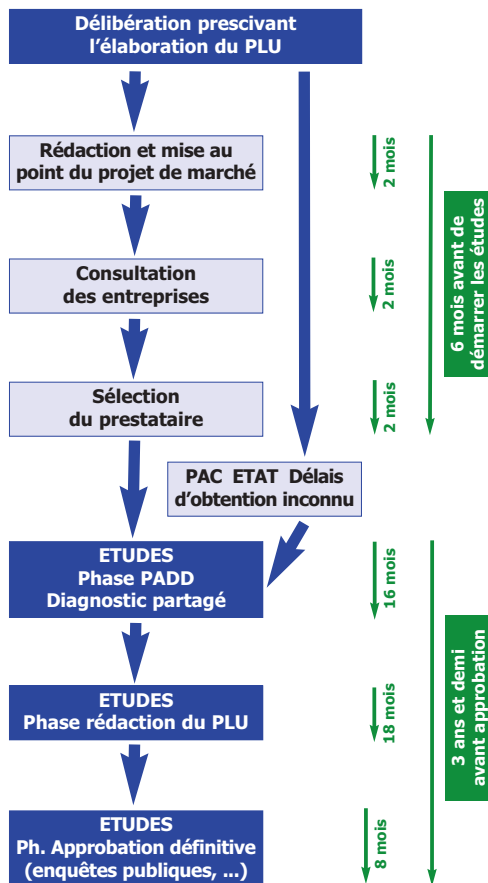 Délibération prescivant
l’élaboration du PLU
Rédaction et mise au
point du projet de marché
2 mois
Consultation
des entreprises
2 mois
6 mois avant de
démarrer les études
Sélection
du prestataire
2 mois
PAC ETAT Délais
d’obtention inconnu
ETUDES
Phase PADD
Diagnostic partagé
16 mois
ETUDES
Phase rédaction du PLU
18 mois
3 ans et demi
avant approbation
ETUDES
Ph. Approbation définitive
(enquêtes publiques, ...)
8 mois